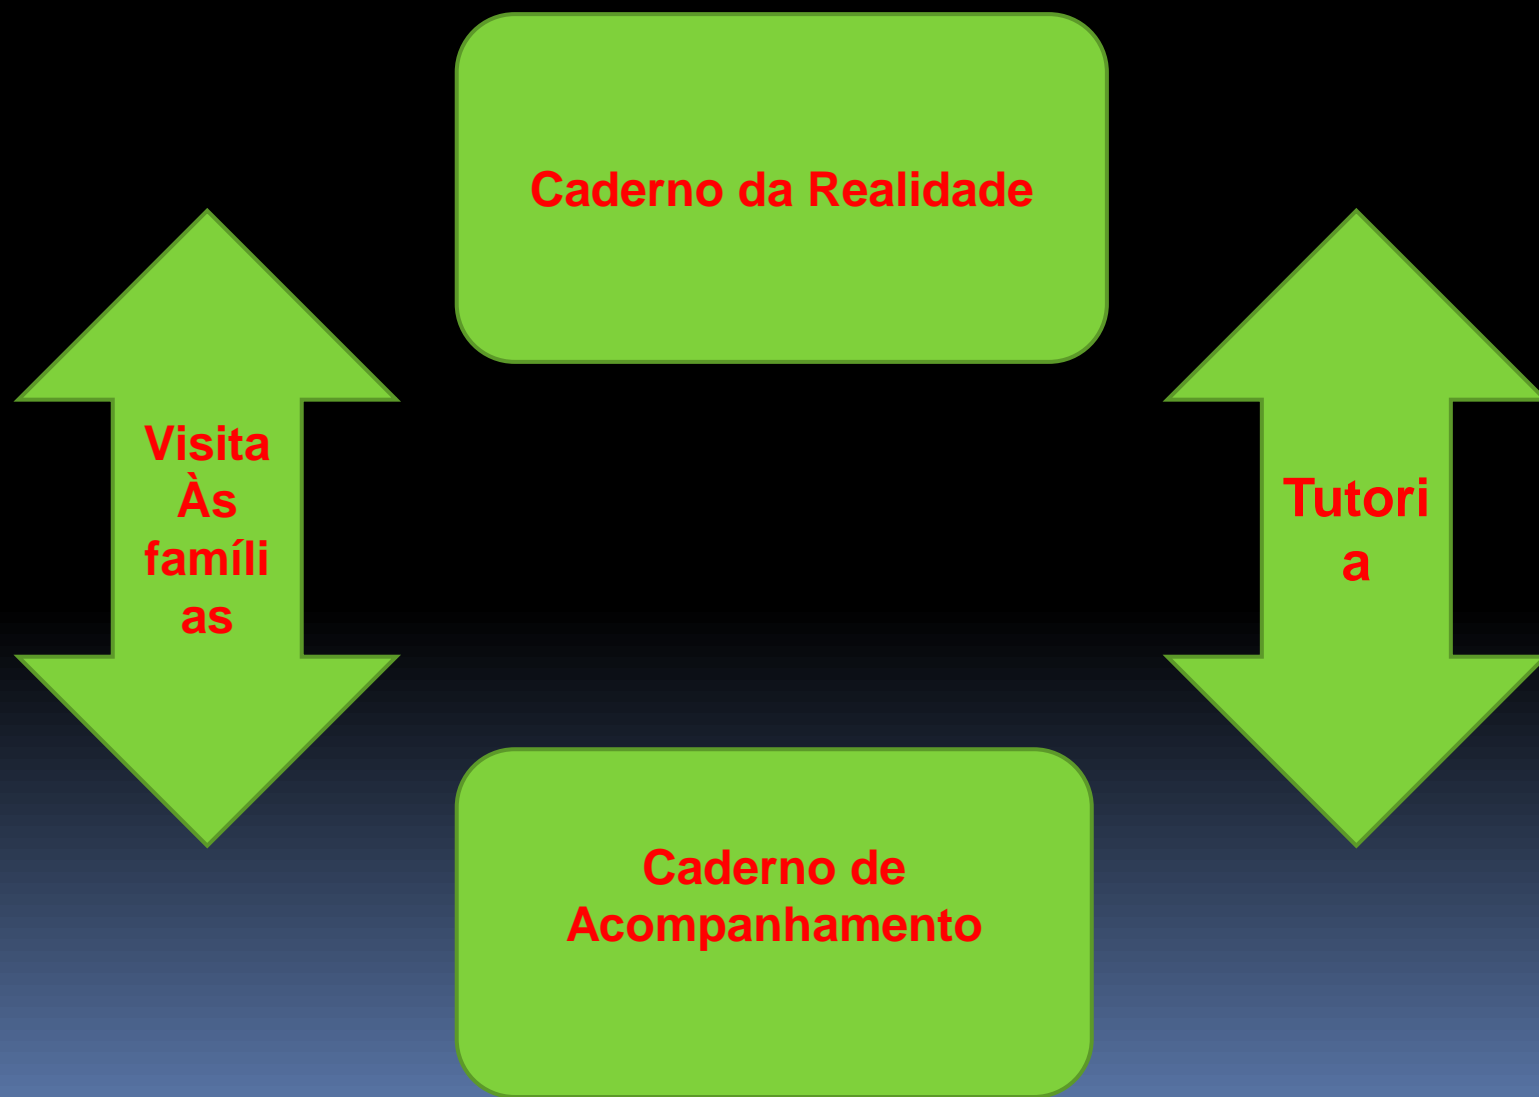 Caderno da Realidade
Visita
Às
famíli
as
Tutori
a
Caderno de
Acompanhamento